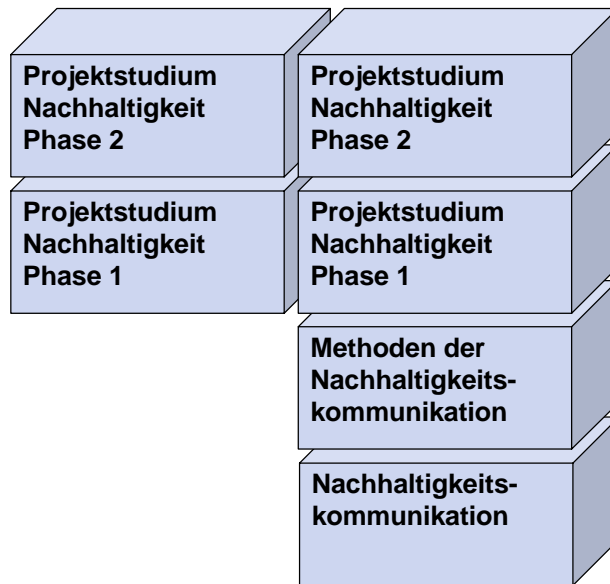 Projektstudium
Nachhaltigkeit
Phase 2
Projektstudium
Nachhaltigkeit
Phase 2
Projektstudium
Nachhaltigkeit
Phase 1
Projektstudium
Nachhaltigkeit
Phase 1
Methoden der
Nachhaltigkeits-
kommunikation
Nachhaltigkeits-
kommunikation